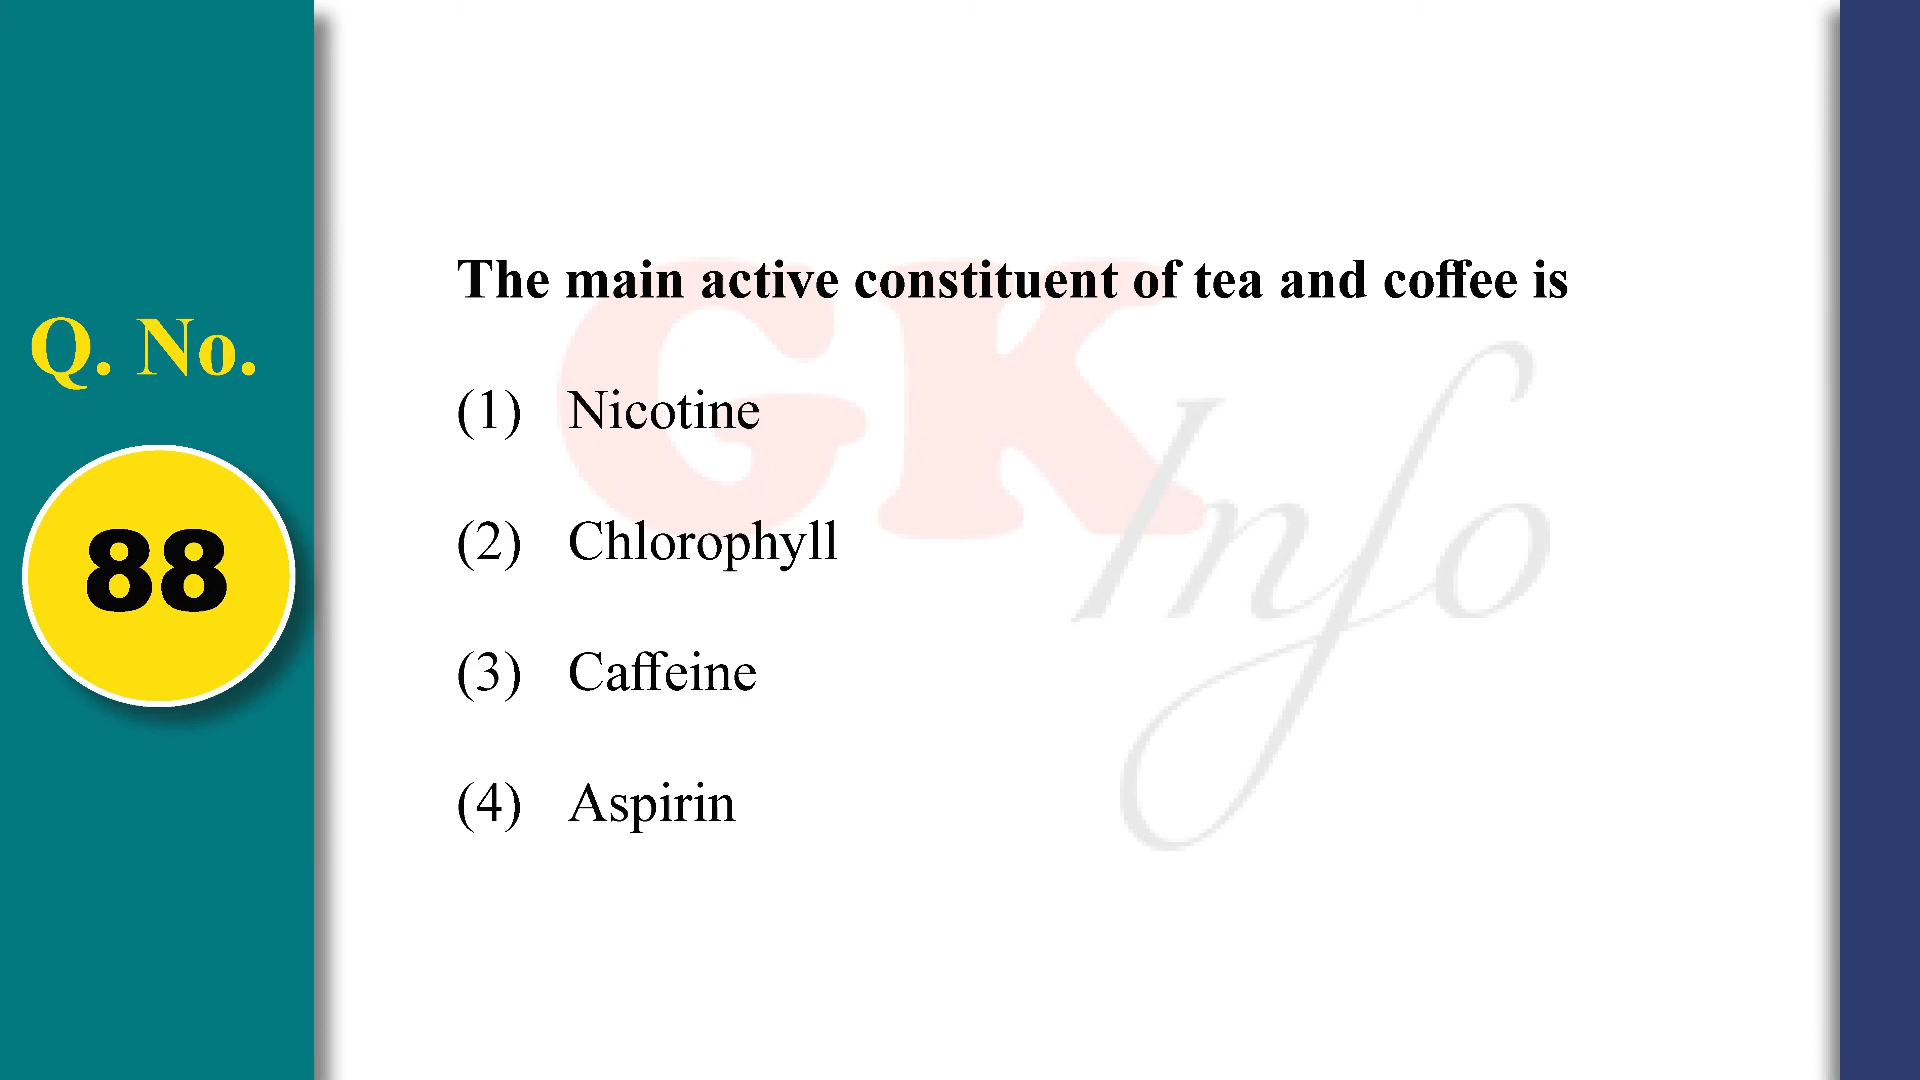 Q. No.
88
The main active constituent of tea and coffee is
(1) Nicotine
(2) Chlorophyll
(3) Caffeine
(4) Aspirin
GK
Info